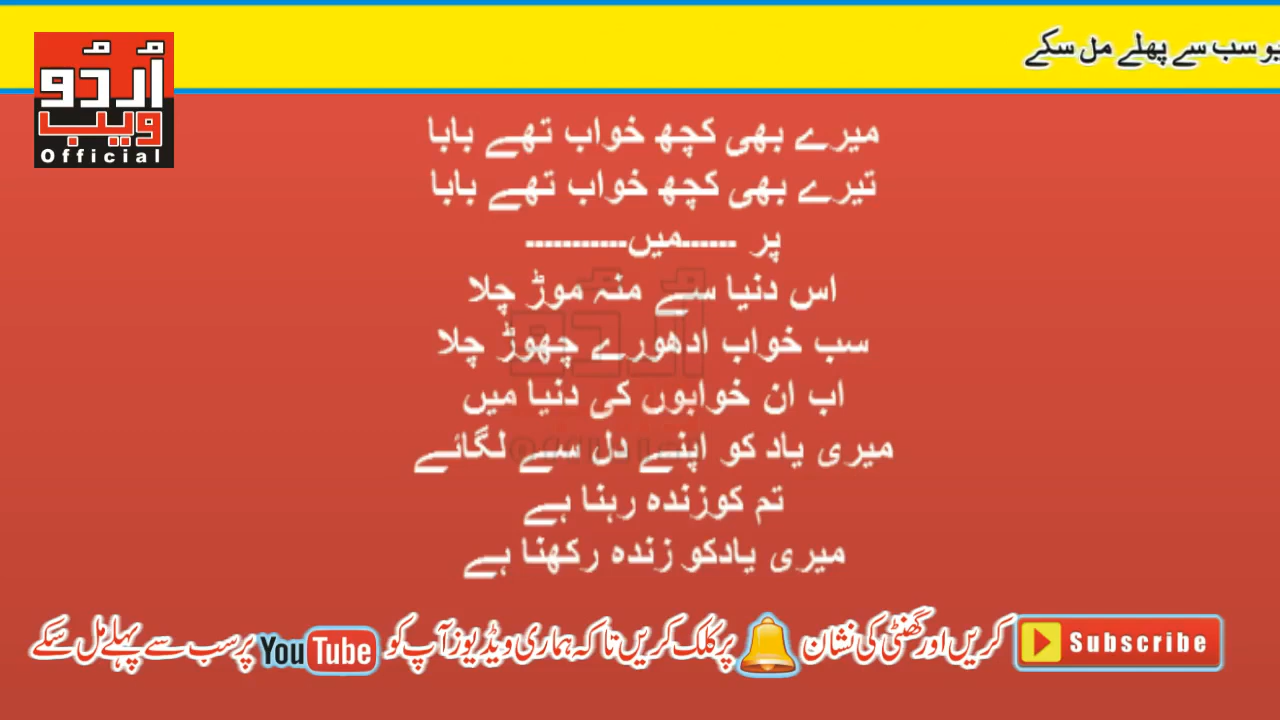 یو سب سے پہلے مل سکے
اُردُو
ویب
Official
میرے بھی کچھ خواب تھے بابا
تیرے بھی کچھ خواب تھے بابا
پر ......میں...........
اس دنیا سے منہ موڑ چلا
سب خواب ادھورے چھوڑ چلا
اب ان خوابوں کی دنیا میں
میری یاد کو اپنے دل سے لگائے
تم کوزندہ رہنا ہے
میری یادکو زندہ رکھنا ہے
Subscribe کریں اور گھنٹی کی نشان پر کلک کریں تا کہ ہماری ویڈیوز آپ کو YouTube پر سب سے پہلے مل سکے